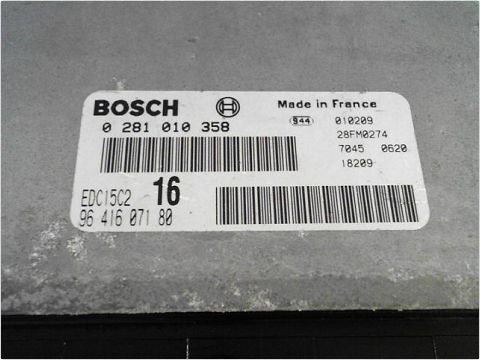 BOSCH
0 281 010 358
EDC15C2 16
96 416 071 80
Made in France
944 010209
28FM0274
7045 0620
18209